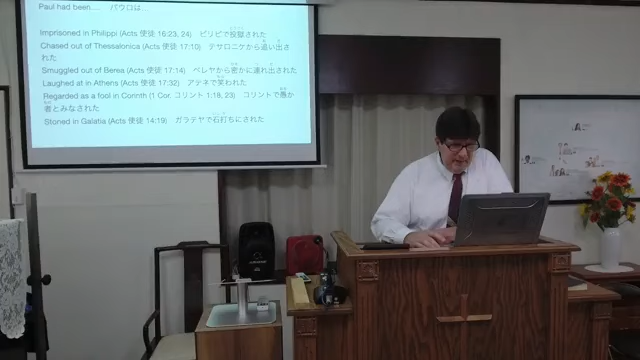 Paul had been.... パウロは...
Imprisoned in Philippi (Acts 使徒 16:23, 24) ピリピで投獄された
Chased out of Thessalonica (Acts 使徒 17:10) テサロニケから追い出さ
れた
Smuggled out of Berea (Acts 使徒 17:14) ベレヤから密かに連れ出された
Laughed at in Athens (Acts 使徒 17:32) アテネで笑われた
Regarded as a fool in Corinth (1 Cor. コリント 1:18, 23) コリントで愚か
者とみなされた
Stoned in Galatia (Acts 使徒 14:19) ガラテヤで石打ちにされた